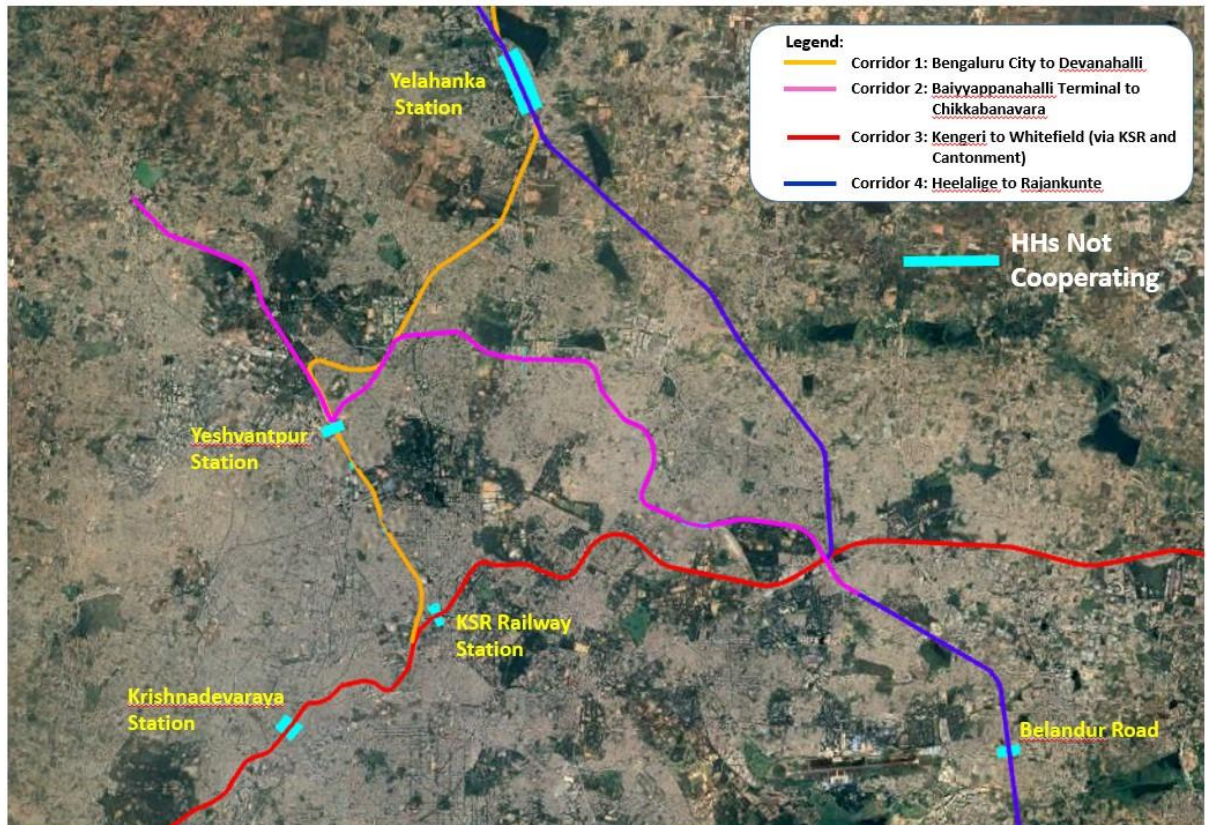 Legend:
Corridor 1: Bengaluru City to Devanahalli
Corridor 2: Baiyyappanahalli Terminal to
Chikkabanavara
Corridor 3: Kengeri to Whitefield (via KSR and
Cantonment)
Corridor 4: Heelalige to Rajankunte
HHs Not
Cooperating
Yelahanka
Station
Yeshvantpur
Station
KSR Railway
Station
Krishnadevaraya
Station
Belandur Road